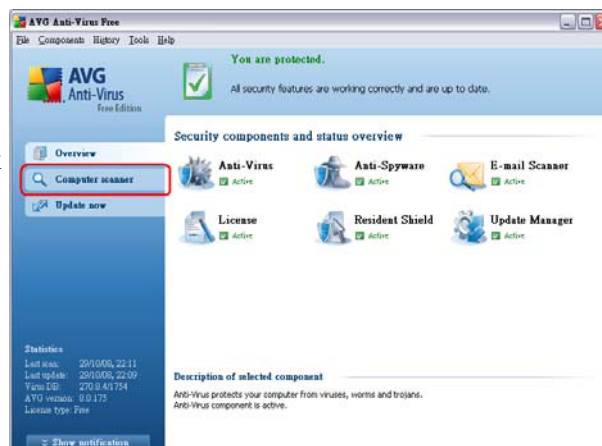 AVG Anti-Virus Free
File Components History Tools Help
AVG
Anti-Virus
Free Edition
You are protected.
All security features are working correctly and are up to date.
Overview
Computer scanner
Update now
Security components and status overview
Anti-Virus
Active
Anti-Spyware
Active
E-mail Scanner
Active
License
Active
Resident Shield
Active
Update Manager
Active
Statistics
Last scan: 29/10/08, 22:11
Last update: 29/10/08, 22:09
Virus DB: 270.8.4/1754
AVG version: 8.0.175
License type: Free
Description of selected component
Anti-Virus protects your computer from viruses, worms and trojans.
Anti-Virus component is active.
Show notification